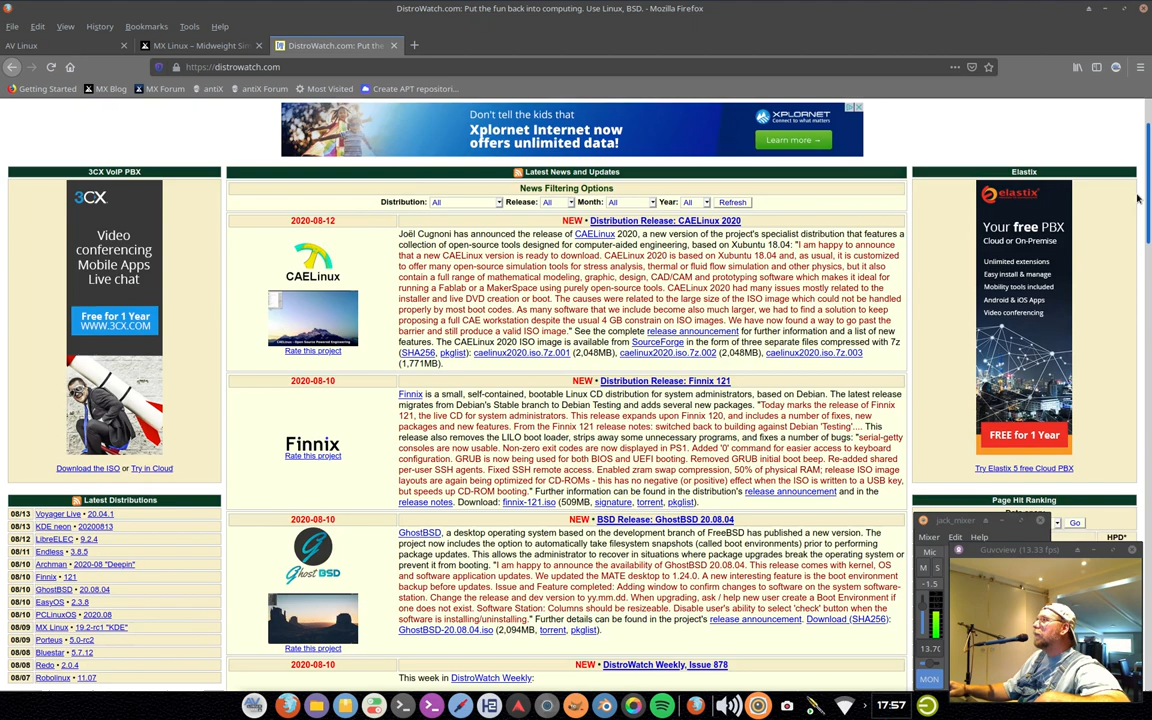 DistroWatch.com: Put the fun back into computing. Use Linux, BSD. - Mozilla Firefox
File Edit View History Bookmarks Tools Help
AV Linux
MX Linux – Midweight Sim
DistroWatch.com: Put the
https://distrowatch.com
Getting Started MX Blog MX Forum antiX antiX Forum Most Visited Create APT repositori...
Don't tell the kids that
Xplornet Internet now
offers unlimited data!
XPLORNET
Connect to what matters
Learn more →
3CX VoIP PBX
3CX
Video
conferencing
Mobile Apps
Live chat
Free for 1 Year
WWW.3CX.COM
Download the ISO or Try in Cloud
Latest Distributions
08/13 Voyager Live • 20.04.1
08/13 KDE neon • 20200813
08/12 LibreELEC • 9.2.4
08/11 Endless • 3.8.5
08/10 Archman • 2020-08 "Deepin"
08/10 Finnix • 121
08/10 GhostBSD • 20.08.04
08/10 EasyOS • 2.3.8
08/10 PCLinuxOS • 2020.08
08/09 MX Linux • 19.2-rc1 "KDE"
08/09 Porteus • 5.0-rc2
08/08 Bluestar • 5.7.12
08/08 Redo • 2.0.4
08/07 Robolinux • 11.07
Latest News and Updates
News Filtering Options
Distribution: All Release: All Month: All Year: All Refresh
2020-08-12
NEW • Distribution Release: CAELinux 2020
CAELinux
Rate this project
Joël Cugnoni has announced the release of CAELinux 2020, a new version of the project's specialist distribution that features a
collection of open-source tools designed for computer-aided engineering, based on Xubuntu 18.04: "I am happy to announce
that a new CAELinux version is ready to download. CAELinux 2020 is based on Xubuntu 18.04 and, as usual, it is customized
to offer many open-source simulation tools for stress analysis, thermal or fluid flow simulation and other physics, but it also
contain a full range of mathematical modeling, graphic, design, CAD/CAM and prototyping software which makes it ideal for
running a Fablab or a MakerSpace using purely open-source tools. CAELinux 2020 had many issues mostly related to the
installer and live DVD creation or boot. The causes were related to the large size of the ISO image which could not be handled
properly by most boot codes. As many software that we include become also much larger, we had to find a solution to keep
proposing a full CAE workstation despite the usual 4 GB constrain on ISO images. We have now found a way to go past the
barrier and still produce a valid ISO image." See the complete release announcement for further information and a list of new
features. The CAELinux 2020 ISO image is available from SourceForge in the form of three separate files compressed with 7z
(SHA256, pkglist): caelinux2020.iso.7z.001 (2,048MB), caelinux2020.iso.7z.002 (2,048MB), caelinux2020.iso.7z.003
(1,771MB).
2020-08-10
NEW • Distribution Release: Finnix 121
Finnix
Rate this project
Finnix is a small, self-contained, bootable Linux CD distribution for system administrators, based on Debian. The latest release
migrates from Debian's Stable branch to Debian Testing and adds several new packages. "Today marks the release of Finnix
121, the live CD for system administrators. This release expands upon Finnix 120, and includes a number of fixes, new
packages and new features. From the Finnix 121 release notes: switched back to building against Debian 'Testing'.... This
release also removes the LILO boot loader, strips away some unnecessary programs, and fixes a number of bugs: "serial-getty
consoles are now usable. Non-zero exit codes are now displayed in PS1. Added '0' command for easier access to keyboard
configuration. GRUB is now being used for both BIOS and UEFI booting. Removed GRUB initial boot beep. Re-added shared
per-user SSH agents. Fixed SSH remote access. Enabled zram swap compression, 50% of physical RAM; release ISO image
layouts are again being optimized for CD-ROMs - this has no negative (or positive) effect when the ISO is written to a USB key,
but speeds up CD-ROM booting." Further information can be found in the distribution's release announcement and in the
release notes. Download: finnix-121.iso (509MB, signature, torrent, pkglist).
2020-08-10
NEW • BSD Release: GhostBSD 20.08.04
Ghost BSD
Rate this project
GhostBSD, a desktop operating system based on the development branch of FreeBSD has published a new version. The
project now includes the option to automatically take filesystem snapshots (called boot environments) prior to performing
package updates. This allows the administrator to recover in situations where package upgrades break the operating system or
prevent it from booting. "I am happy to announce the availability of GhostBSD 20.08.04. This release comes with kernel, OS
and software application updates. We updated the MATE desktop to 1.24.0. A new interesting feature is the boot environment
backup before updates. Issue and Feature completed: Adding window to confirm changes to software on the system software-
station. Change the release and dev version to yy.mm.dd. When upgrading, ask / help new user create a Boot Environment if
one does not exist. Software Station: Columns should be resizeable. Disable user's ability to select 'check' button when the
software is installing/uninstalling." Further details can be found in the project's release announcement. Download (SHA256):
GhostBSD-20.08.04.iso (2,094MB, torrent, pkglist).
2020-08-10
NEW • DistroWatch Weekly, Issue 878
This week in DistroWatch Weekly:
Elastix
elastix
Your free PBX
Cloud or On-Premise
Unlimited extensions
Easy install & manage
Mobility tools included
Android & iOS Apps
Video conferencing
FREE for 1 Year
Try Elastix 5 free Cloud PBX
Page Hit Ranking
Go
HPD*
jack_mixer
Mixer Edit Help
Mic
M S
-1.5
13.70
MON
Guvcview (13.33 fps)
17:57